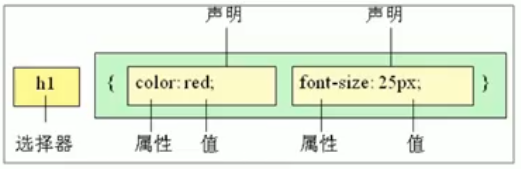 声明 声明
h1 { color: red; font-size: 25px; }
选择器 属性 值 属性 值